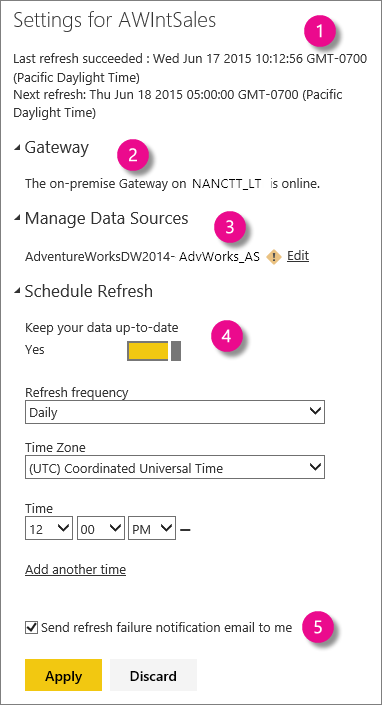 Settings for AWIntSales
1
Last refresh succeeded : Wed Jun 17 2015 10:12:56 GMT-0700
(Pacific Daylight Time)
Next refresh: Thu Jun 18 2015 05:00:00 GMT-0700 (Pacific
Daylight Time)
Gateway
2
The on-premise Gateway on NANCTT_LT is online.
Manage Data Sources
3
AdventureWorksDW2014- AdvWorks_AS ! Edit
Schedule Refresh
Keep your data up-to-date
4
Yes
Refresh frequency
Daily
Time Zone
(UTC) Coordinated Universal Time
Time
12 00 PM
Add another time
Send refresh failure notification email to me 5
Apply Discard